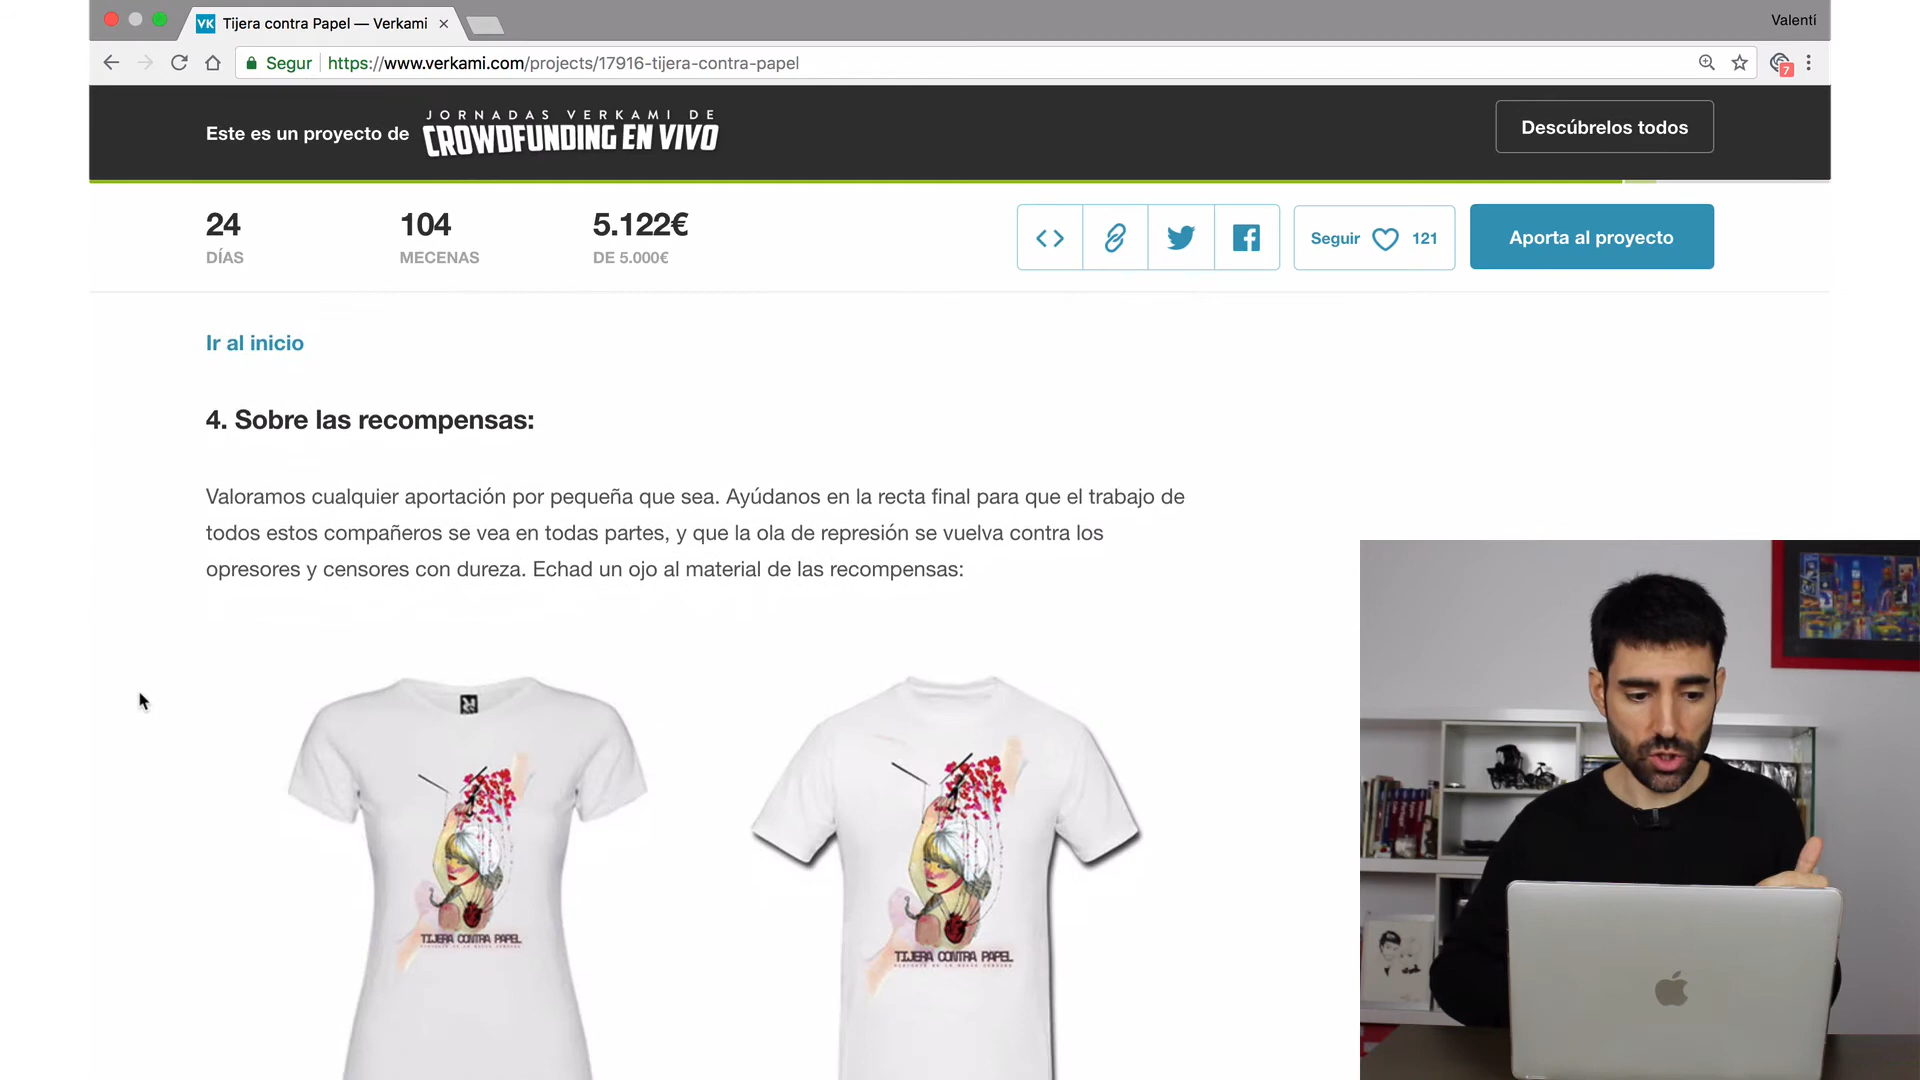 VK Tijera contra Papel — Verkami
Valentí
Segur https://www.verkami.com/projects/17916-tijera-contra-papel
7
Este es un proyecto de
JORNADAS VERKAMI DE
CROWDFUNDING EN VIVO
Descúbrelos todos
24
DÍAS
104
MECENAS
5.122€
DE 5.000€
Seguir
121
Aporta al proyecto
Ir al inicio
4. Sobre las recompensas:
Valoramos cualquier aportación por pequeña que sea. Ayúdanos en la recta final para que el trabajo de
todos estos compañeros se vea en todas partes, y que la ola de represión se vuelva contra los
opresores y censores con dureza. Echad un ojo al material de las recompensas:
TIJERA CONTRA PAPEL
TIJERA CONTRA PAPEL